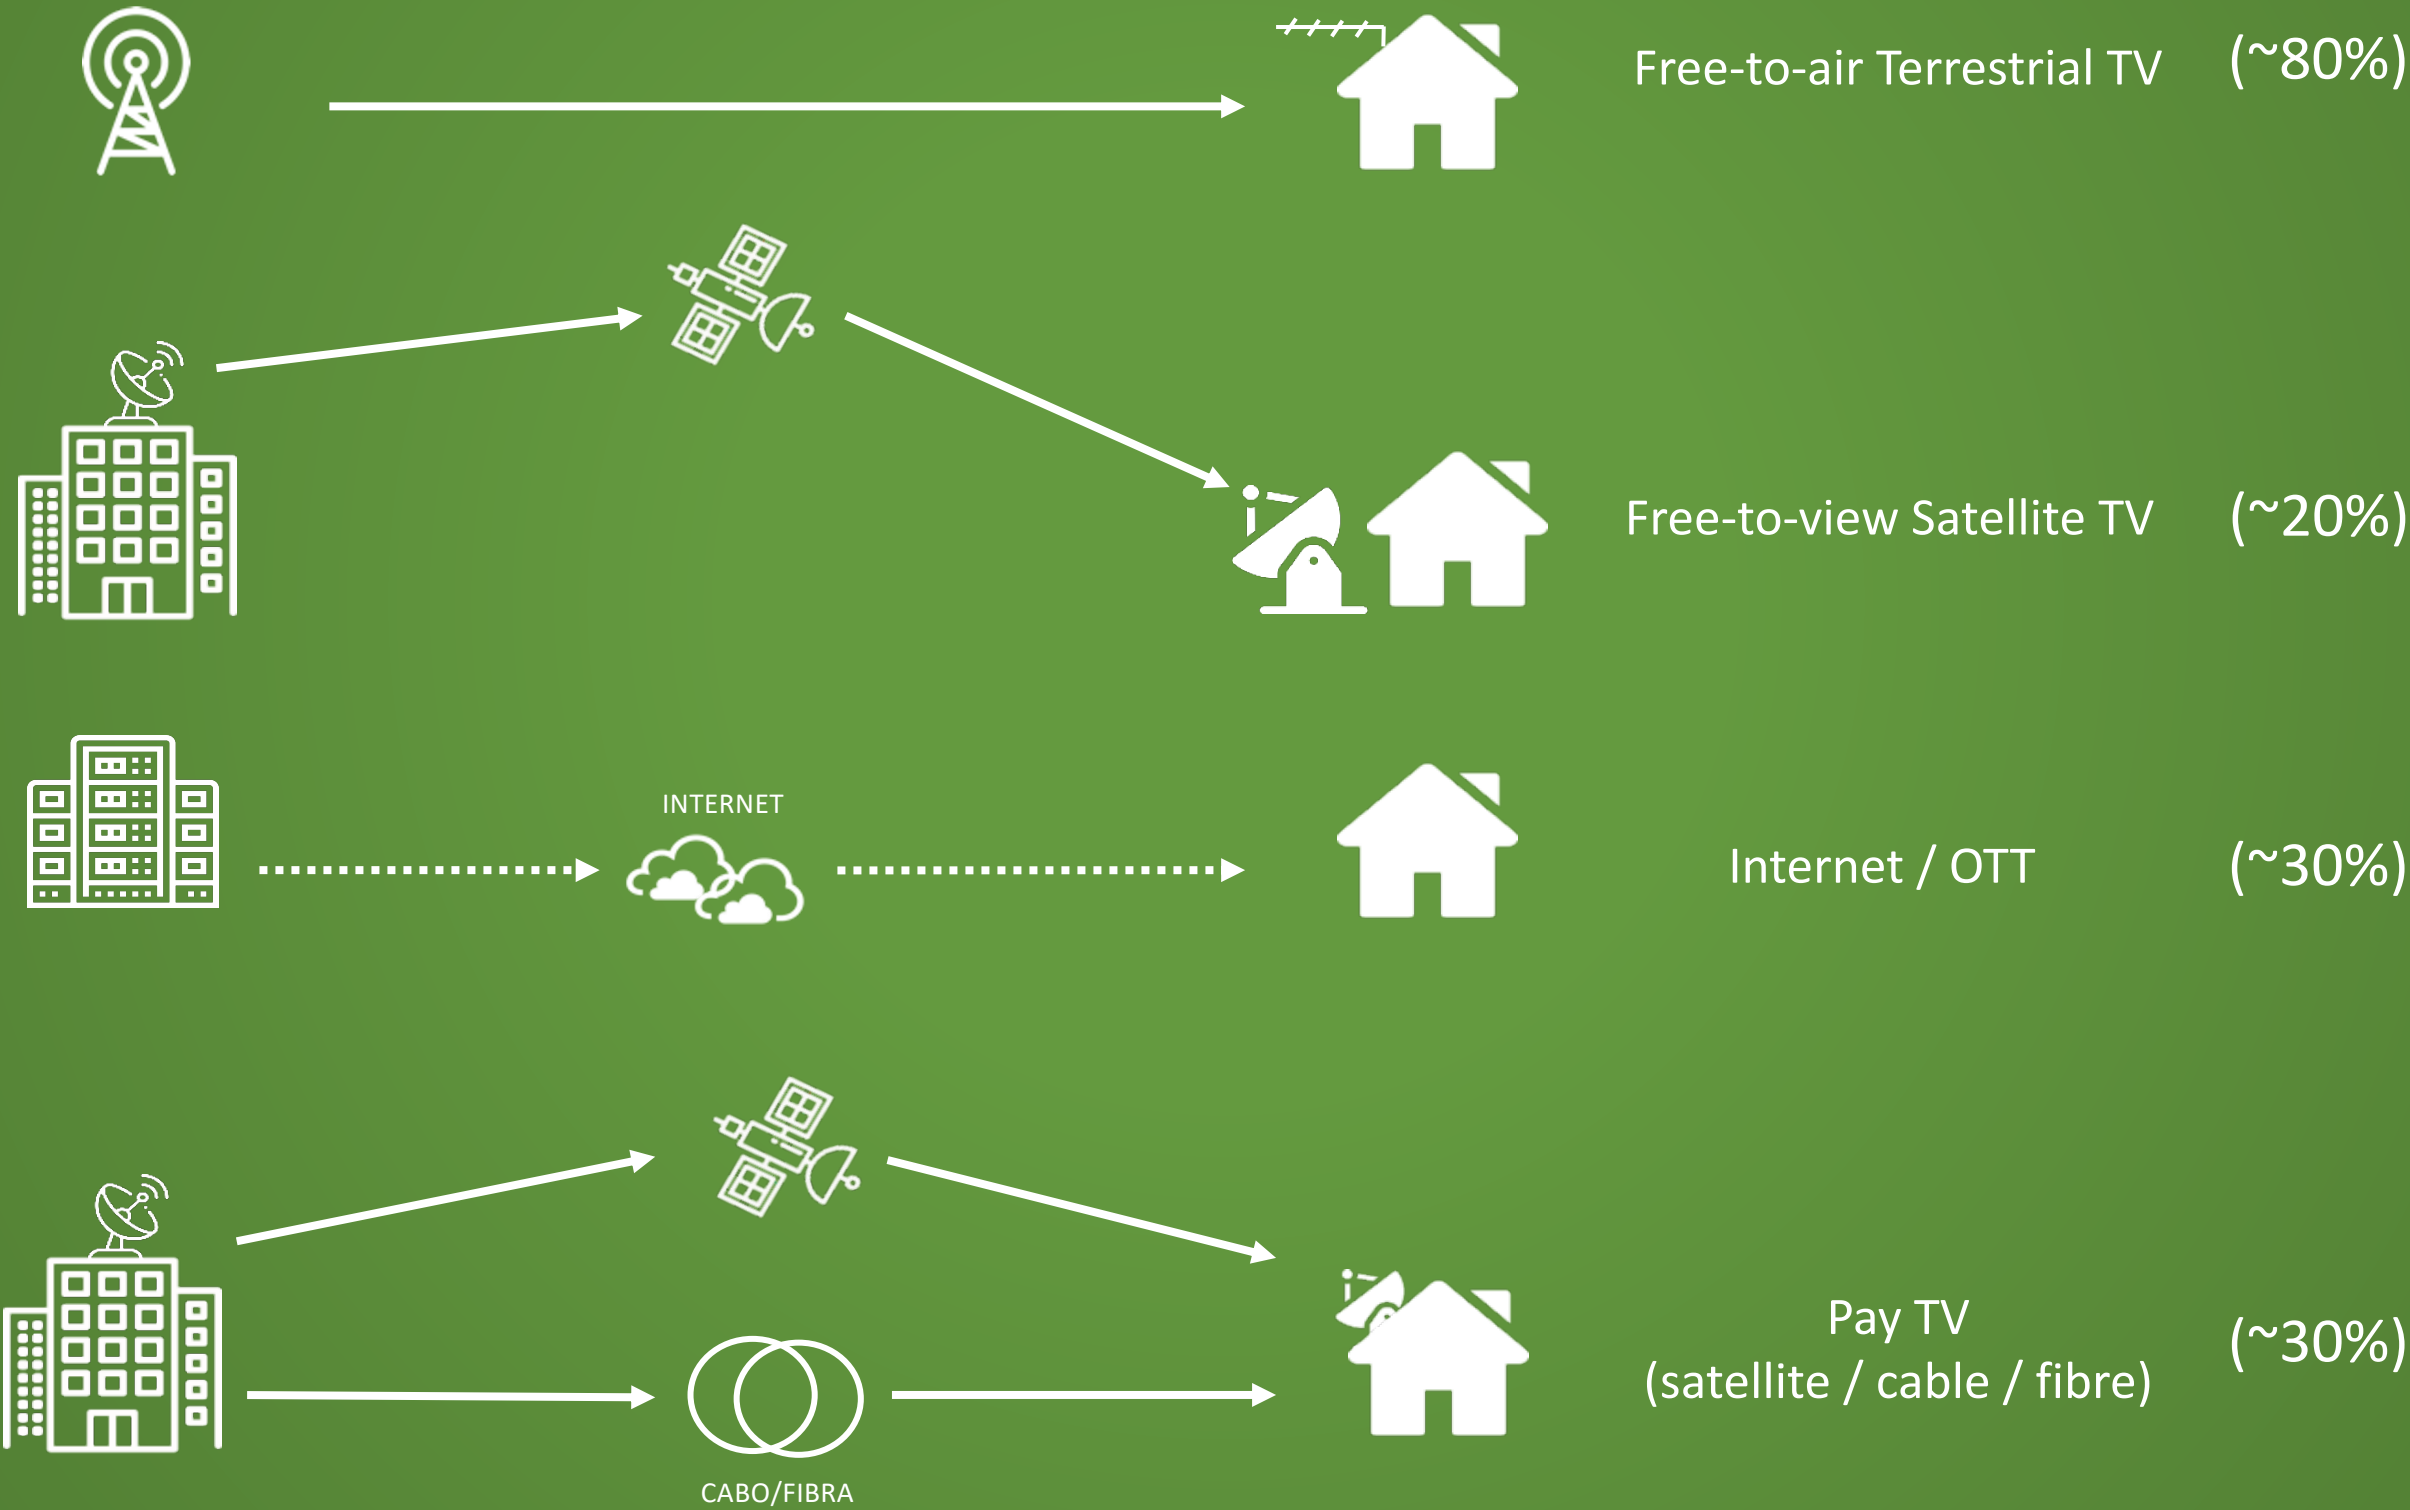 Free-to-air Terrestrial TV (~80%)
Free-to-view Satellite TV (~20%)
INTERNET
Internet / OTT (~30%)
Pay TV
(satellite / cable / fibre) (~30%)
CABO/FIBRA